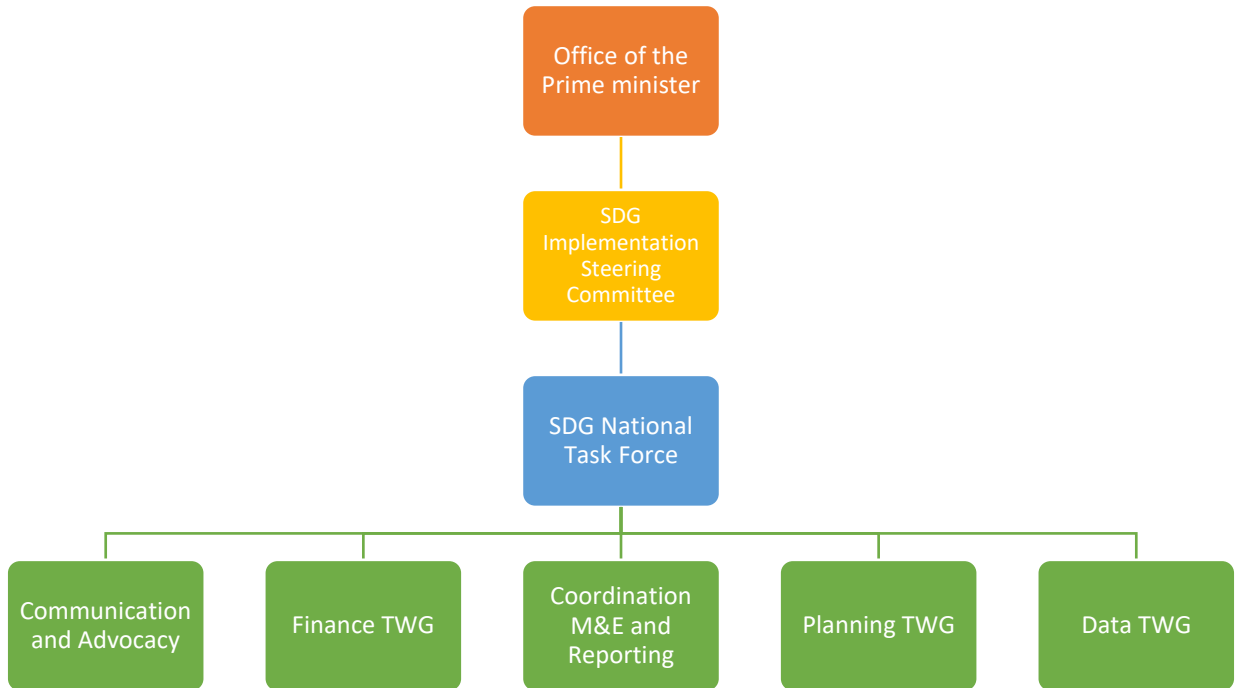 Office of the
Prime minister
SDG
Implementation
Steering
Committee
SDG National
Task Force
Communication
and Advocacy
Finance TWG
Coordination
M&E and
Reporting
Planning TWG
Data TWG